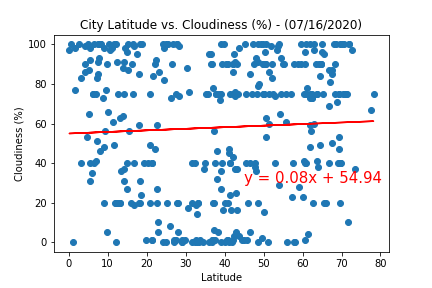 City Latitude vs. Cloudiness (%) - (07/16/2020)
100
80
60
40
20
0
Cloudiness (%)
y = 0.08x + 54.94
0 10 20 30 40 50 60 70 80
Latitude